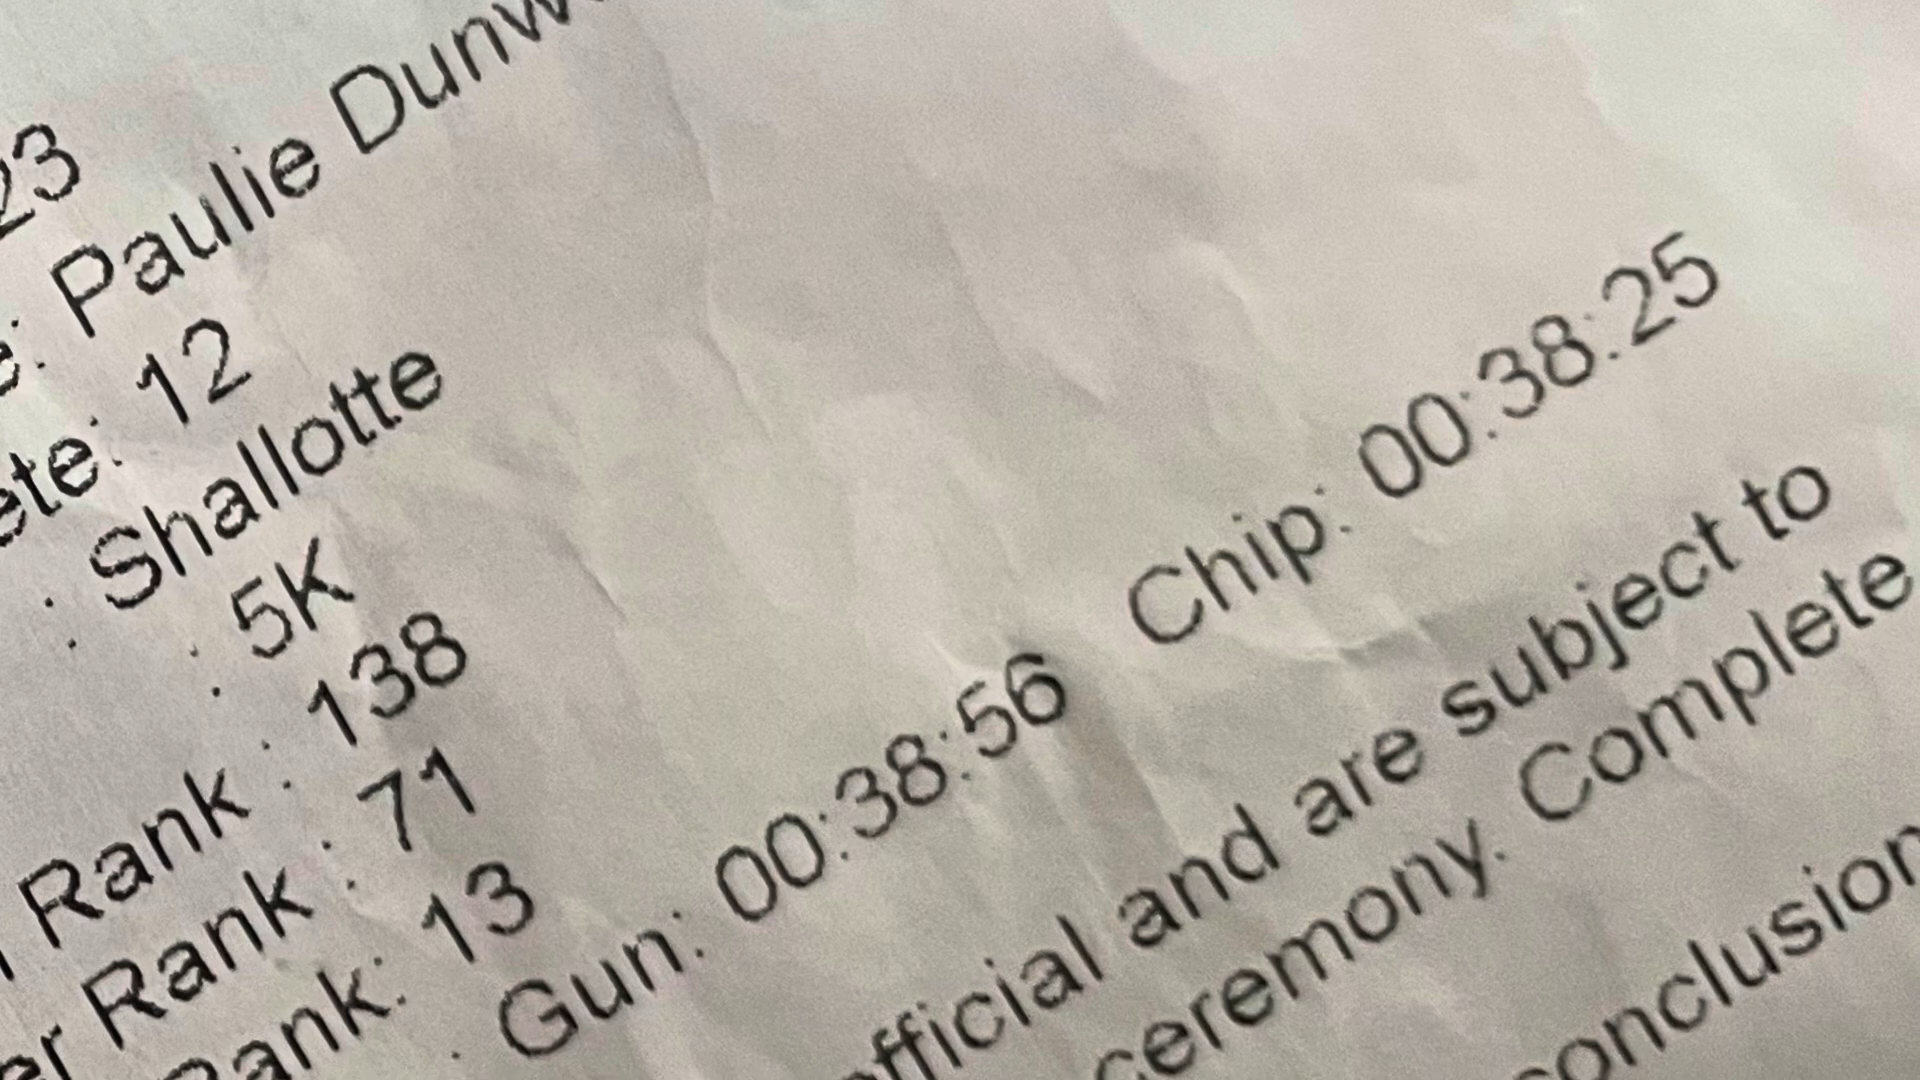 23
: Paulie Dunw
ete: 12
: Shallotte
: 5K
Rank : 138
er Rank : 71
Rank: 13
: Gun: 00:38:56 Chip: 00:38:25
official and are subject to
ceremony. Complete
conclusion